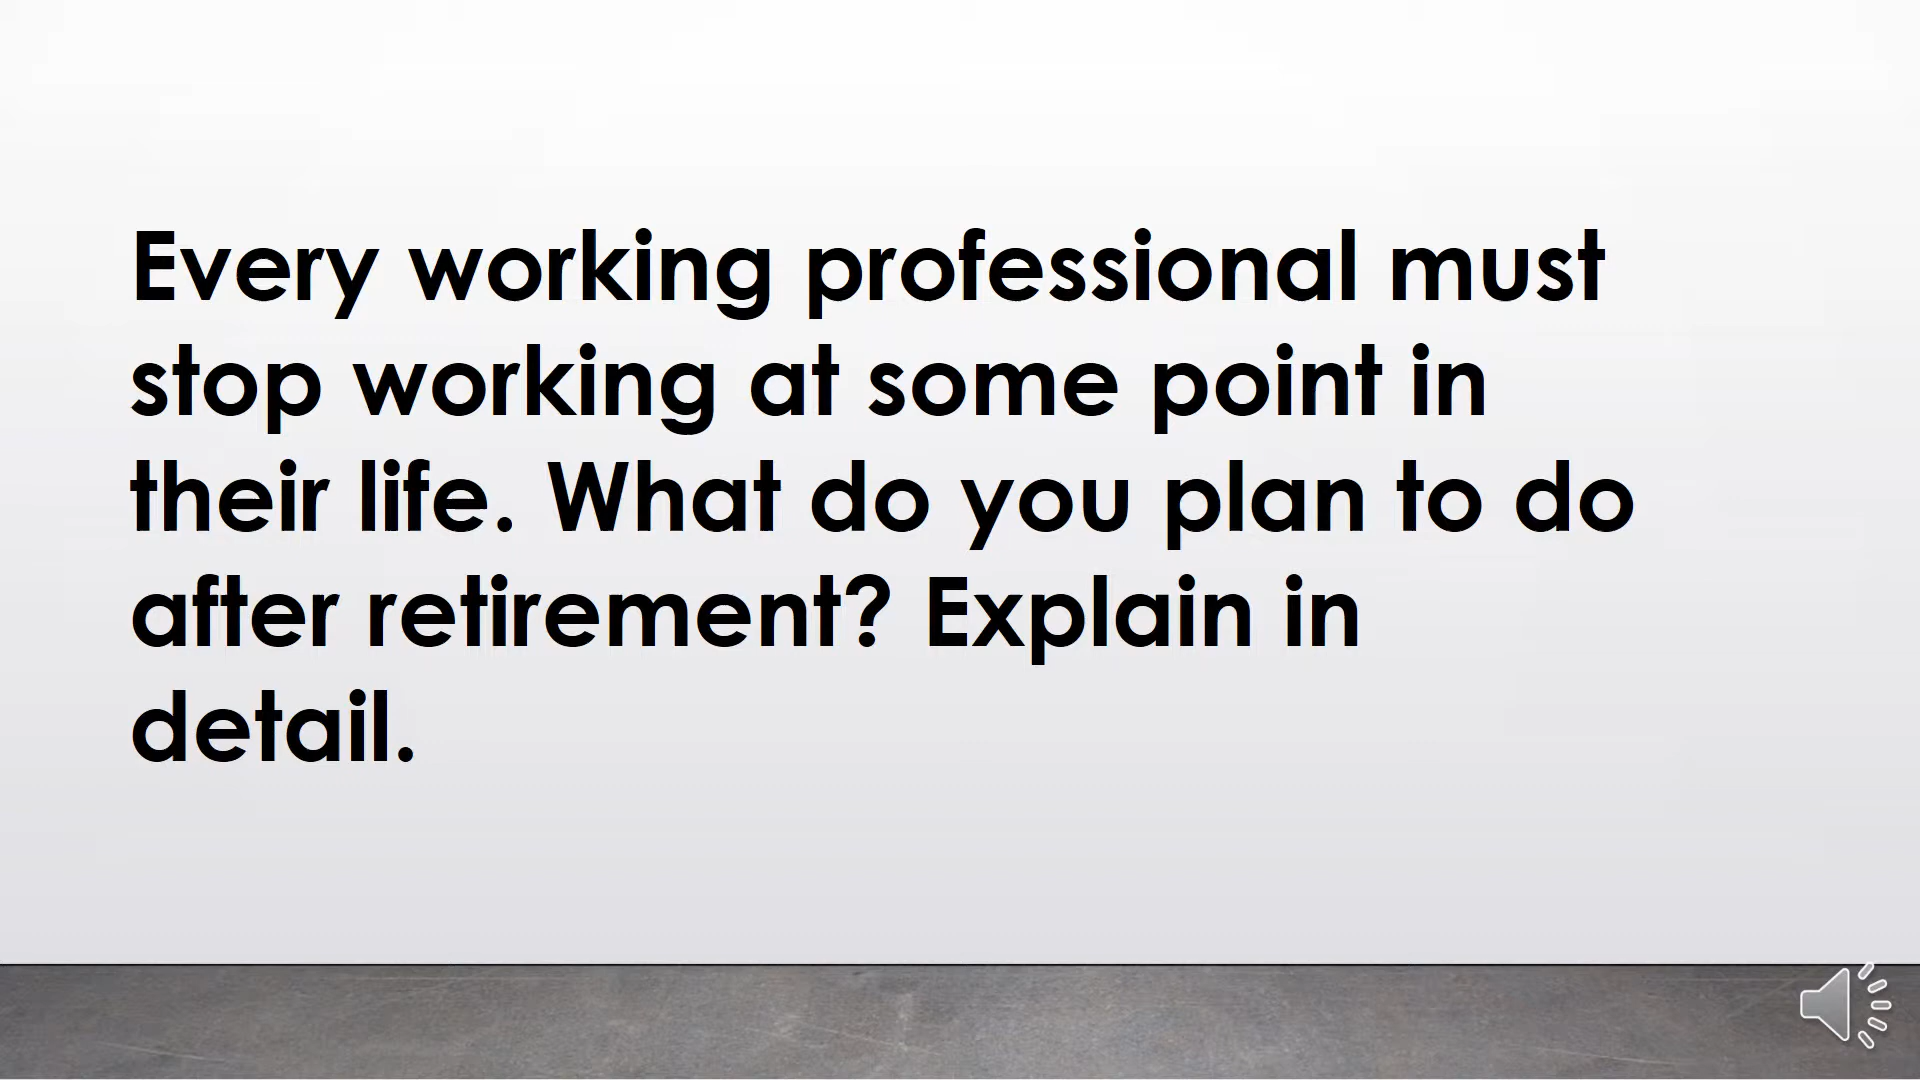 Every working professional must
stop working at some point in
their life. What do you plan to do
after retirement? Explain in
detail.